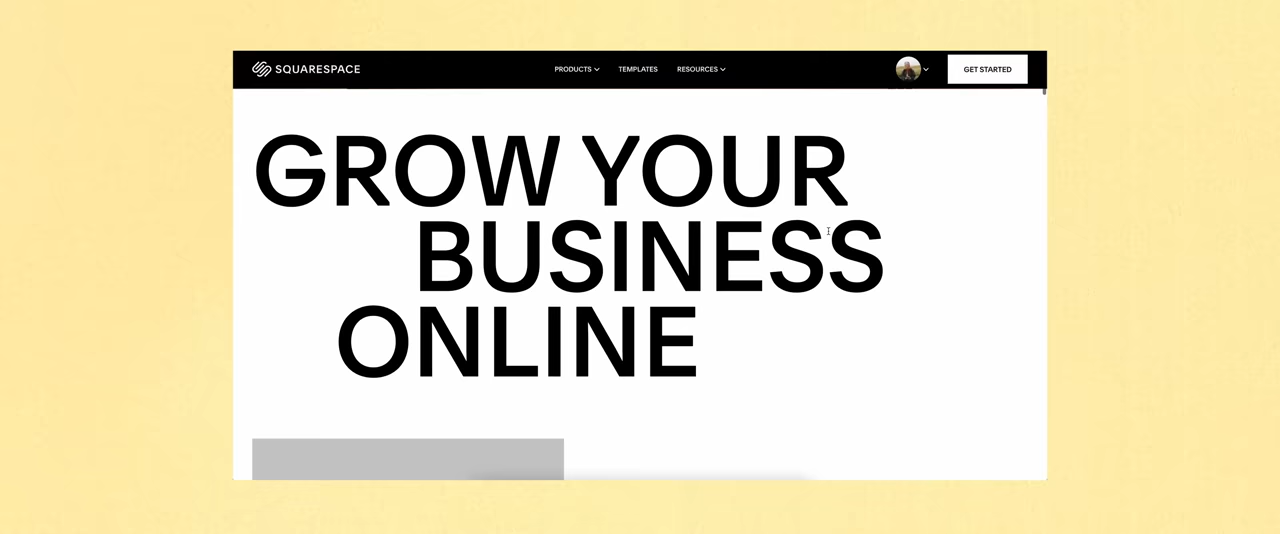 SQUARESPACE
PRODUCTS
TEMPLATES
RESOURCES
GET STARTED
GROW YOUR
BUSINESS
ONLINE